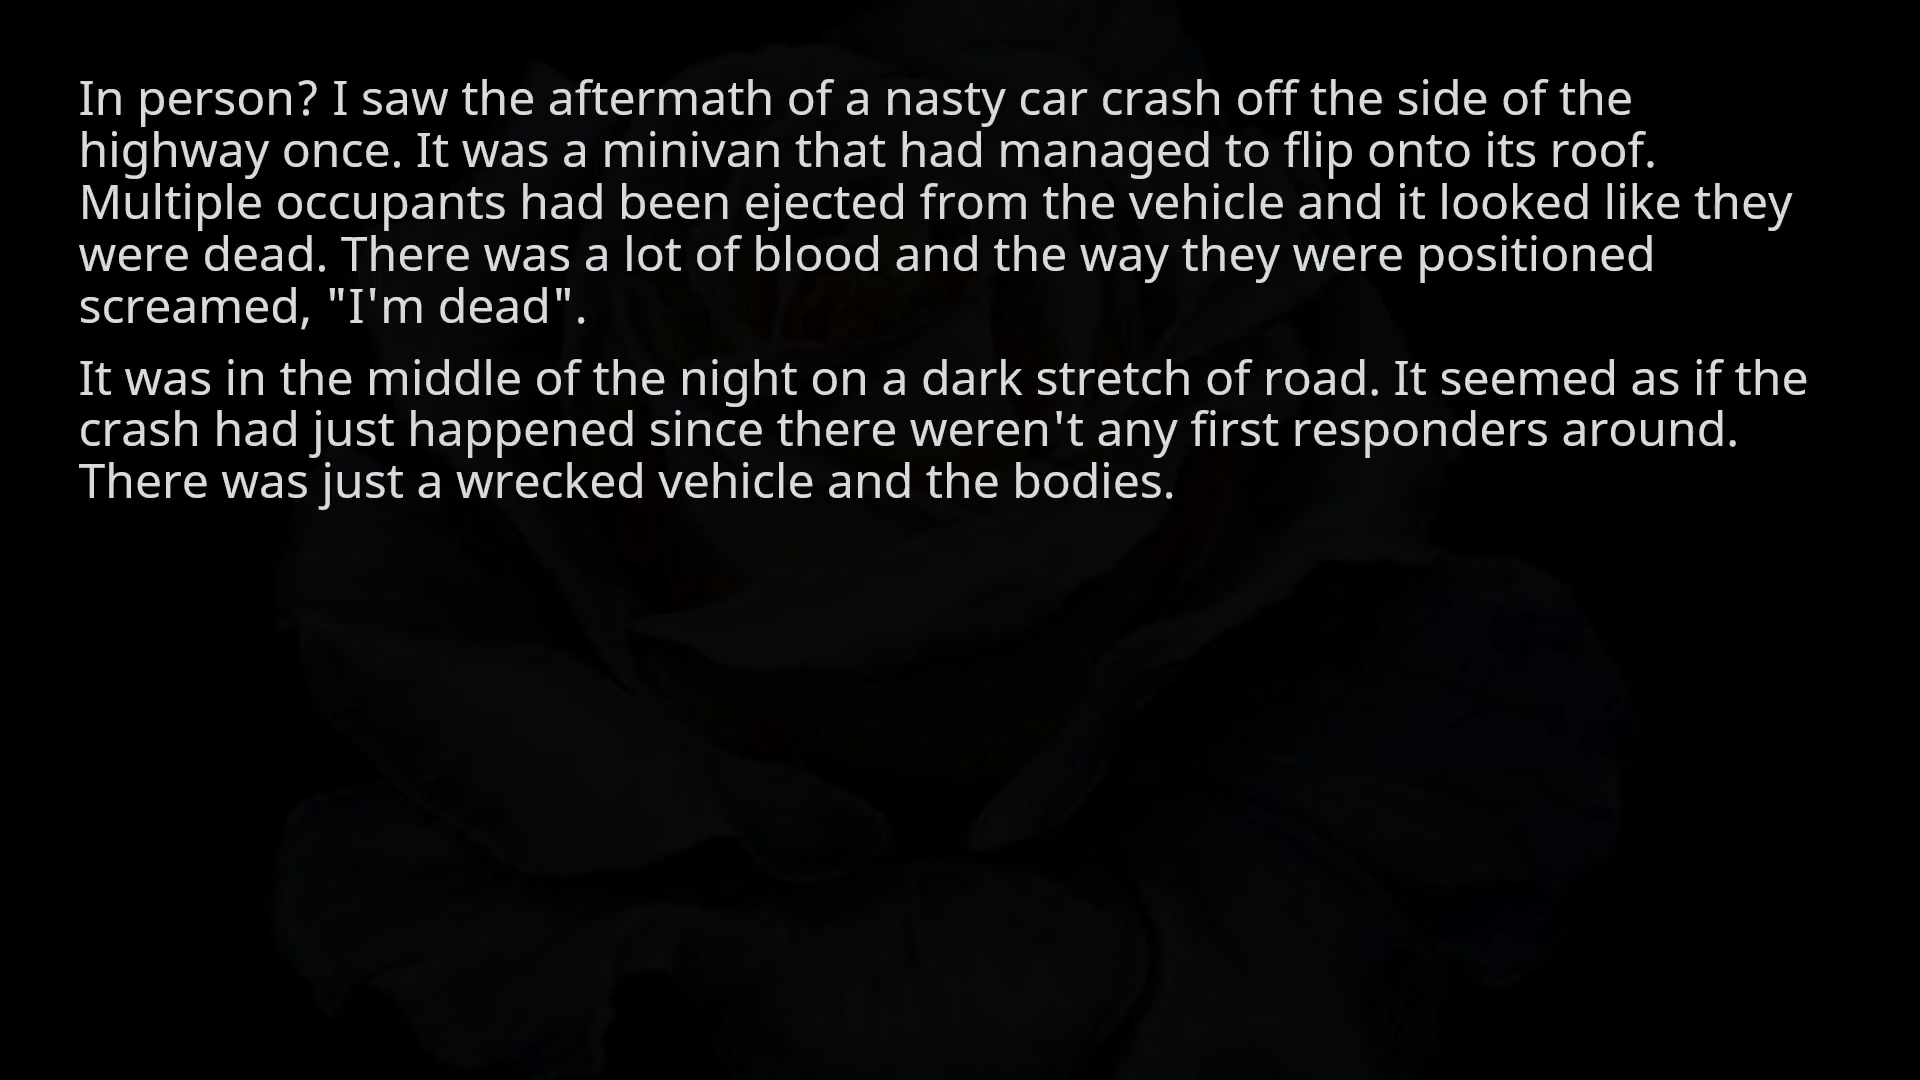 In person? I saw the aftermath of a nasty car crash off the side of the
highway once. It was a minivan that had managed to flip onto its roof.
Multiple occupants had been ejected from the vehicle and it looked like they
were dead. There was a lot of blood and the way they were positioned
screamed, "I'm dead".
It was in the middle of the night on a dark stretch of road. It seemed as if the
crash had just happened since there weren't any first responders around.
There was just a wrecked vehicle and the bodies.